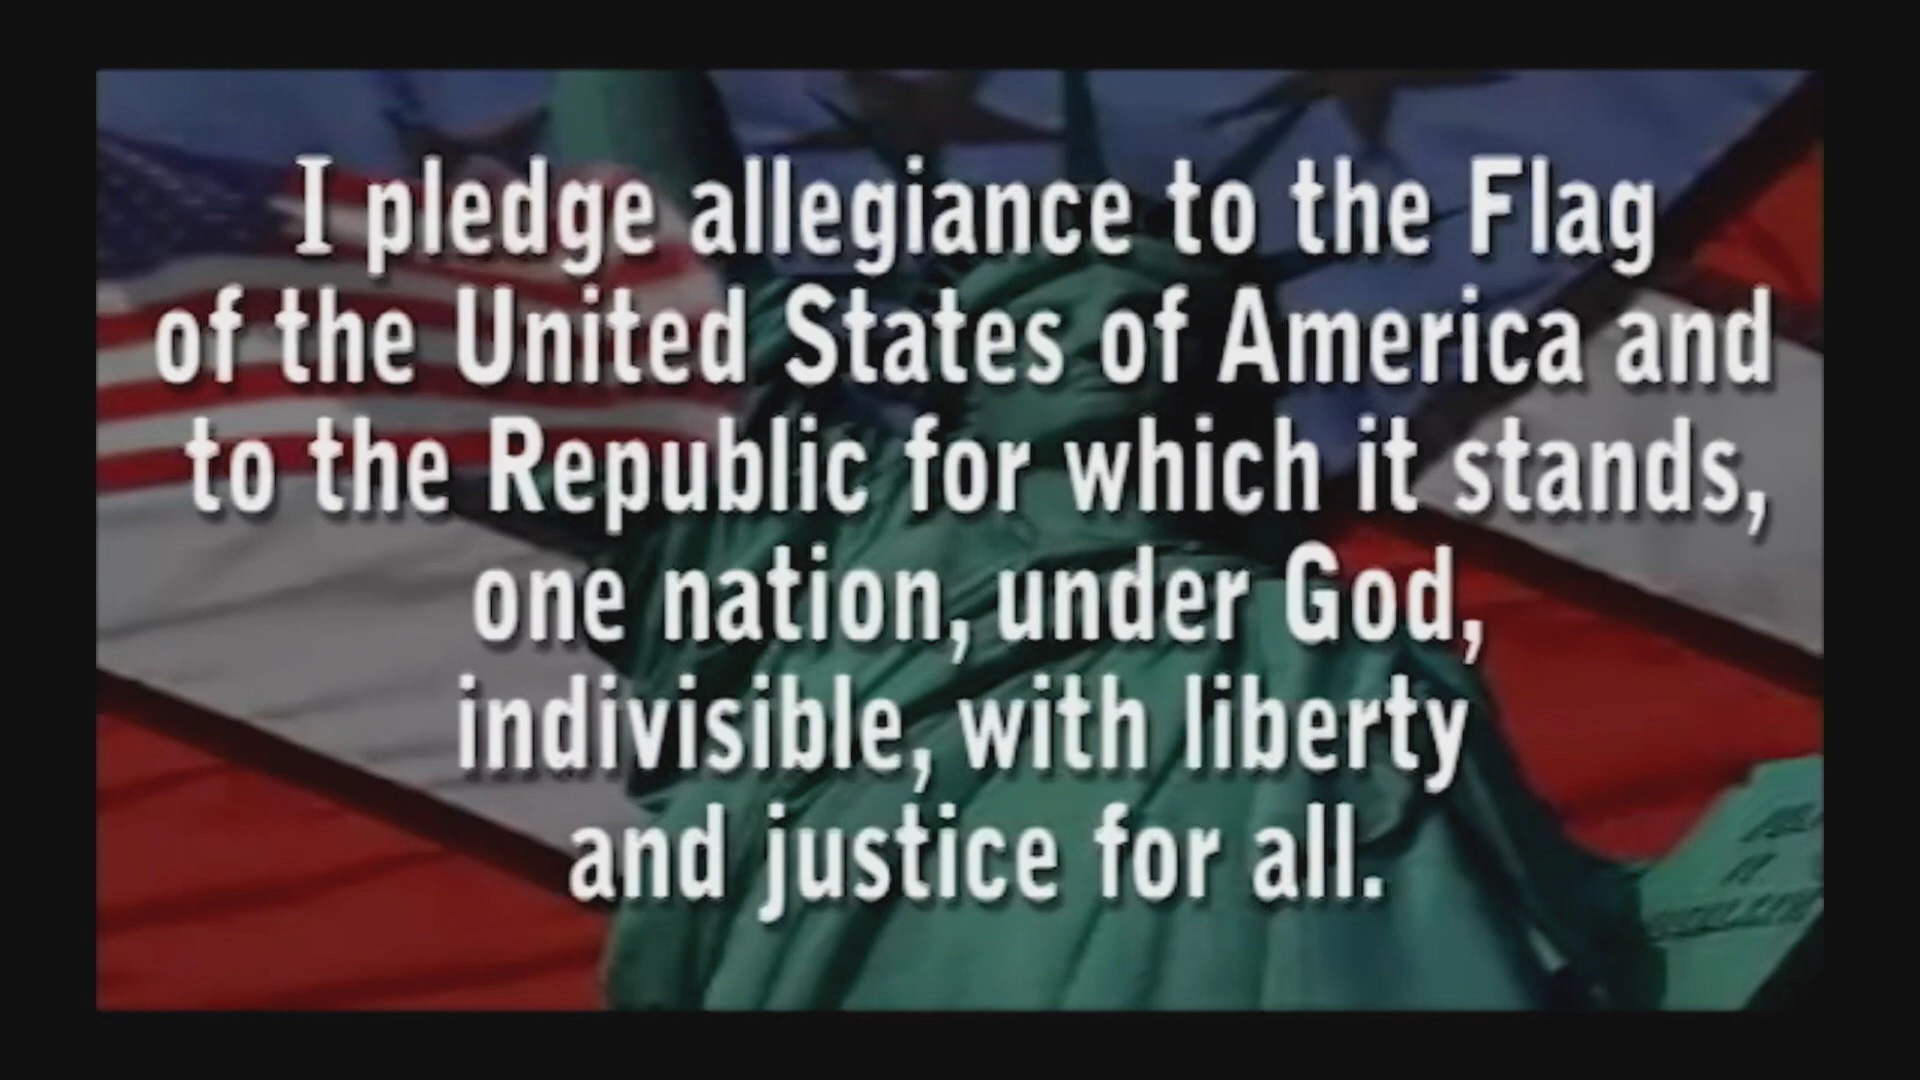 I pledge allegiance to the Flag
of the United States of America and
to the Republic for which it stands,
one nation, under God,
indivisible, with liberty
and justice for all.